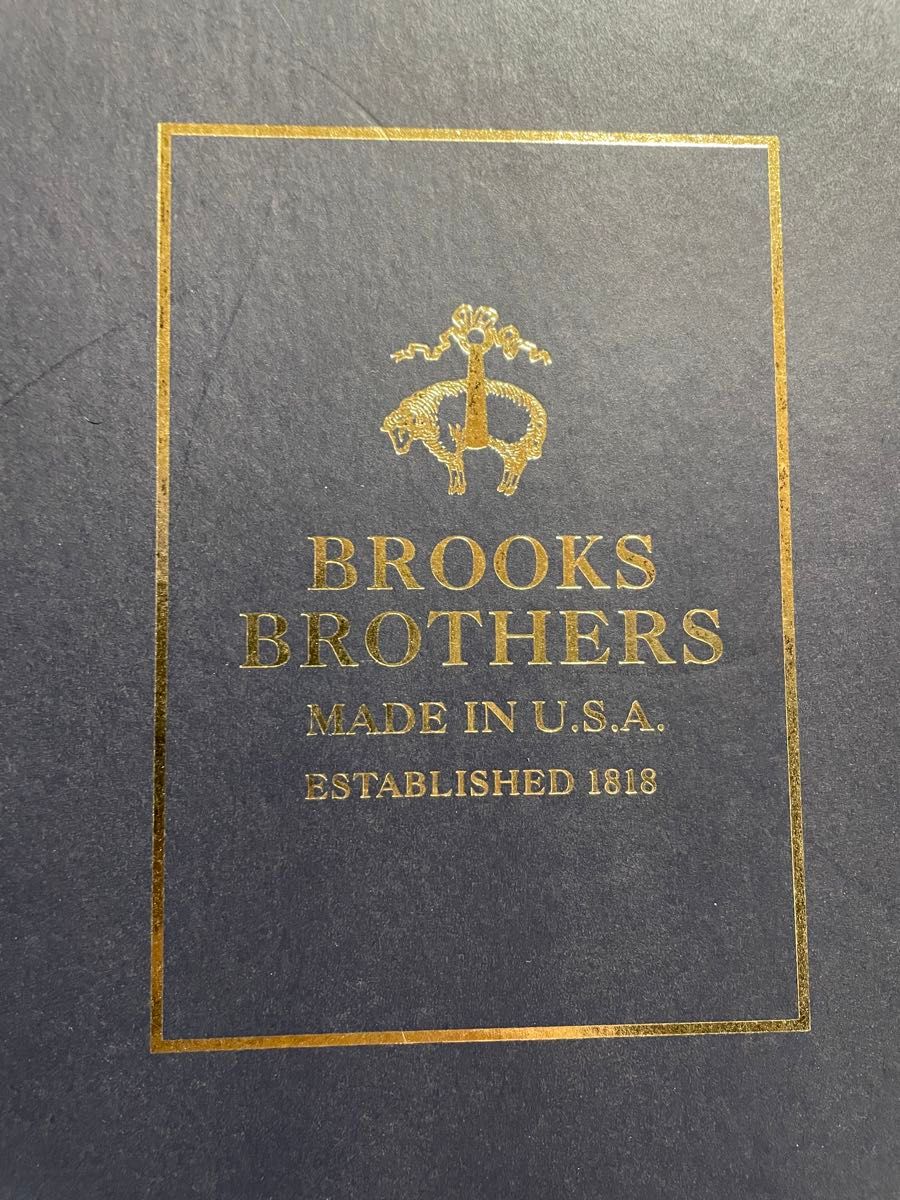 BROOKS
BROTHERS
MADE IN U.S.A.
ESTABLISHED 1818